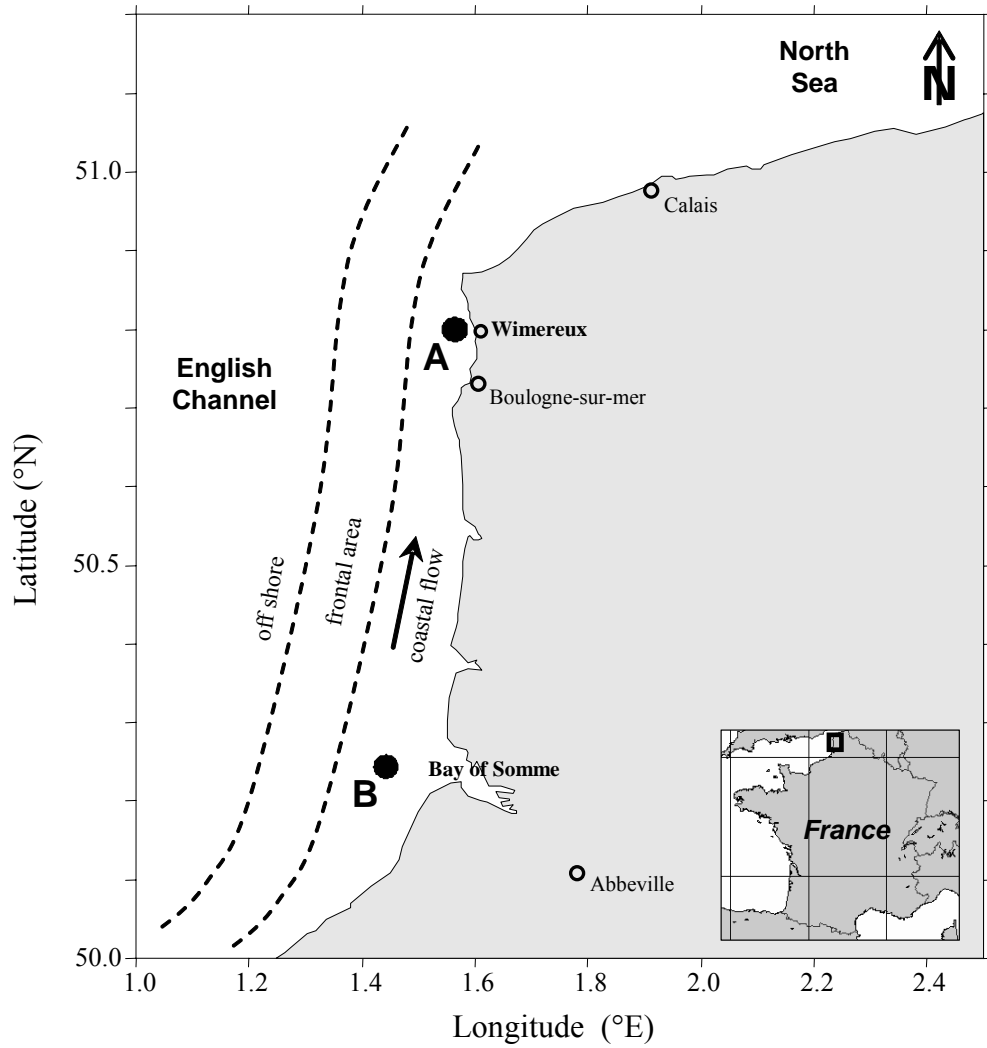 North
Sea
N
51.0
Calais
Wimereux
A
English
Channel
Boulogne-sur-mer
Latitude (°N)
50.5
off shore
frontal area
coastal flow
Bay of Somme
B
France
Abbeville
50.0
1.0 1.2 1.4 1.6 1.8 2.0 2.2 2.4
Longitude (°E)